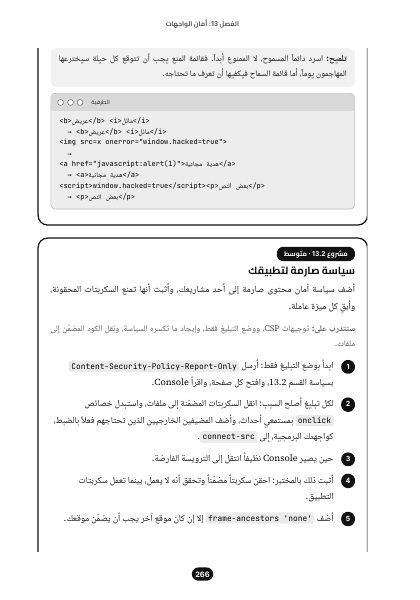 الفصل 13: أمان الواجهات
تلميح: اسرد دائماً المسموح، لا الممنوع أبداً. فقائمة المنع يجب أن تتوقع كل حيلة سيخترعها
المهاجمون يوماً، أما قائمة السماح فيكفيها أن تعرف ما تحتاجه.
الطرفية
<b>عريض</b> <i>مائل</i>
→ <b>عريض</b> <i>مائل</i>
<img src=x onerror="window.hacked=true">
→
<a href="javascript:alert(1)">هدية مجانية</a>
→ <a>هدية مجانية</a>
<script>window.hacked=true</script><p>بعض النص</p>
→ <p>بعض النص</p>
مشروع 13.2 · متوسط
سياسة صارمة لتطبيقك
أضف سياسة أمان محتوى صارمة إلى أحد مشاريعك، وأثبت أنها تمنع السكربتات المحقونة،
وأبقِ كل ميزة عاملة.
ستتدرب على: توجيهات CSP، ووضع التبليغ فقط، وإيجاد ما تكسره السياسة، ونقل الكود المضمّن إلى
ملفات.
1 ابدأ بوضع التبليغ فقط: أرسل Content-Security-Policy-Report-Only
بسياسة القسم 13.2، وافتح كل صفحة، واقرأ Console.
2 لكل تبليغ أصلح السبب: انقل السكربتات المضمّنة إلى ملفات، واستبدل خصائص
onclick بمستمعي أحداث، وأضف المضيفين الخارجيين الذين تحتاجهم فعلاً بالضبط،
كواجهتك البرمجية، إلى connect-src .
3 حين يصير Console نظيفاً انتقل إلى الترويسة الفارضة.
4 أثبت ذلك بالمختبر: احقن سكربتاً مضمّناً وتحقق أنه لا يعمل، بينما تعمل سكربتات
التطبيق.
5 أضف frame-ancestors 'none' إلا إن كان موقع آخر يجب أن يضمّن موقعك.
266